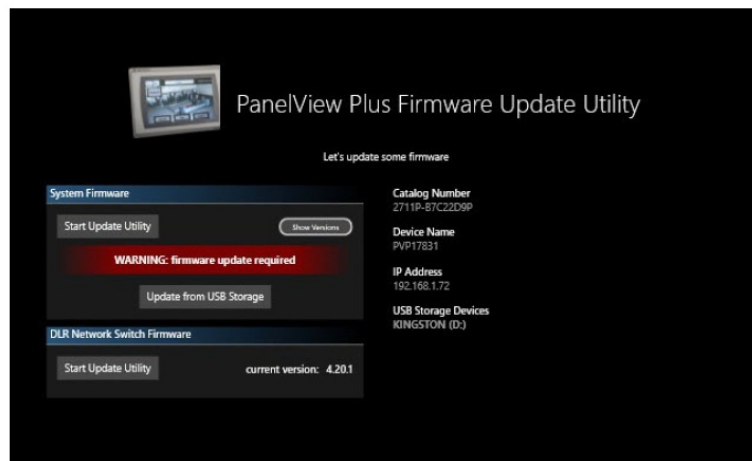 PanelView Plus Firmware Update Utility
Let's update some firmware
System Firmware
Start Update Utility
Show Versions
WARNING: firmware update required
Update from USB Storage
DLR Network Switch Firmware
Start Update Utility
current version: 4.20.1
Catalog Number
2711P-B7C22D9P
Device Name
PVP17831
IP Address
192.168.1.72
USB Storage Devices
KINGSTON (D:)